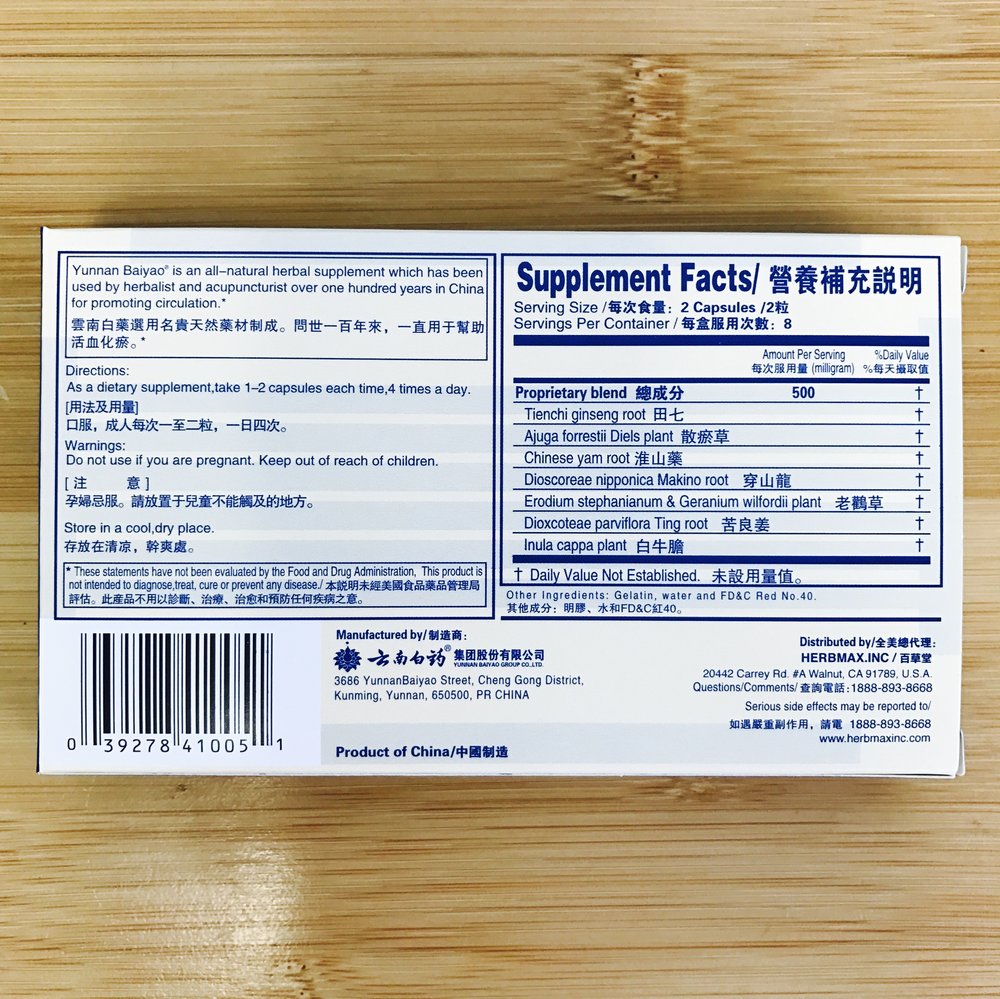 Yunnan Baiyao® is an all-natural herbal supplement which has been
used by herbalist and acupuncturist over one hundred years in China
for promoting circulation.*
雲南白藥選用名貴天然藥材制成。問世一百年來，一直用于幫助
活血化瘀。*
Directions:
As a dietary supplement,take 1-2 capsules each time,4 times a day.
[用法及用量]
口服，成人每次一至二粒，一日四次。
Warnings:
Do not use if you are pregnant. Keep out of reach of children.
[注 意]
孕婦忌服。請放置于兒童不能觸及的地方。
Store in a cool,dry place.
存放在清凉，幹爽處。
* These statements have not been evaluated by the Food and Drug Administration, This product is
not intended to diagnose,treat, cure or prevent any disease./ 本説明未經美國食品藥品管理局
評估。此産品不用以診斷、治療、治愈和預防任何疾病之意。
Supplement Facts/ 營養補充説明
Serving Size /每次食量: 2 Capsules /2粒
Servings Per Container / 每盒服用次數: 8
Amount Per Serving %Daily Value
每次服用量 (milligram) %每天攝取值
Proprietary blend 總成分 500 †
Tienchi ginseng root 田七 †
Ajuga forrestii Diels plant 散瘀草 †
Chinese yam root 淮山藥 †
Dioscoreae nipponica Makino root 穿山龍 †
Erodium stephanianum & Geranium wilfordii plant 老鸛草 †
Dioxcoteae parviflora Ting root 苦良姜 †
Inula cappa plant 白牛膽 †
† Daily Value Not Established. 未設用量值。
Other Ingredients: Gelatin, water and FD&C Red No.40.
其他成分: 明膠、水和FD&C紅40。
0 39278 41005 1
Manufactured by/制造商:
云南白药® 集团股份有限公司
YUNNAN BAIYAO GROUP CO.,LTD.
3686 YunnanBaiyao Street, Cheng Gong District,
Kunming, Yunnan, 650500, PR CHINA
Product of China/中國制造
Distributed by/全美總代理:
HERBMAX.INC / 百草堂
20442 Carrey Rd. #A Walnut, CA 91789, U.S.A.
Questions/Comments/ 查詢電話:1888-893-8668
Serious side effects may be reported to/
如遇嚴重副作用，請電 1888-893-8668
www.herbmaxinc.com